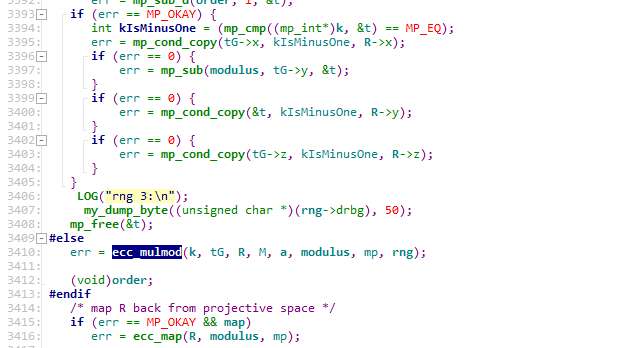 3392: err = mp_sub_d(order, 1, &t);
3393: if (err == MP_OKAY) {
3394: int kIsMinusOne = (mp_cmp((mp_int*)k, &t) == MP_EQ);
3395: err = mp_cond_copy(tG->x, kIsMinusOne, R->x);
3396: if (err == 0) {
3397: err = mp_sub(modulus, tG->y, &t);
3398: }
3399: if (err == 0) {
3400: err = mp_cond_copy(&t, kIsMinusOne, R->y);
3401: }
3402: if (err == 0) {
3403: err = mp_cond_copy(tG->z, kIsMinusOne, R->z);
3404: }
3405: }
3406: LOG("rng 3:\n");
3407: my_dump_byte((unsigned char *)(rng->drbg), 50);
3408: mp_free(&t);
3409: #else
3410: err = ecc_mulmod(k, tG, R, M, a, modulus, mp, rng);
3411:
3412: (void)order;
3413: #endif
3414: /* map R back from projective space */
3415: if (err == MP_OKAY && map)
3416: err = ecc_map(R, modulus, mp);